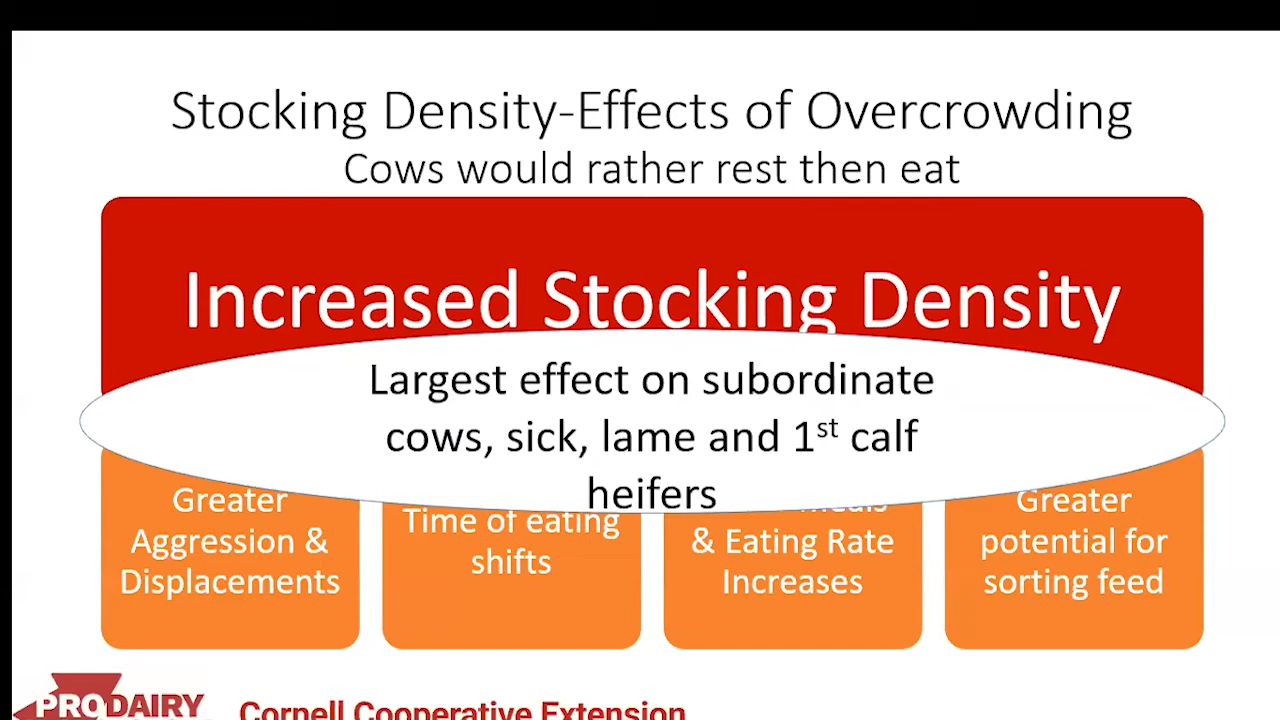 Stocking Density-Effects of Overcrowding
Cows would rather rest then eat
Increased Stocking Density
Largest effect on subordinate
cows, sick, lame and 1st calf
heifers
Greater
Aggression &
Displacements
Time of eating
shifts
& Eating Rate
Increases
Greater
potential for
sorting feed
PRODAIRY
Cornell Cooperative Extension